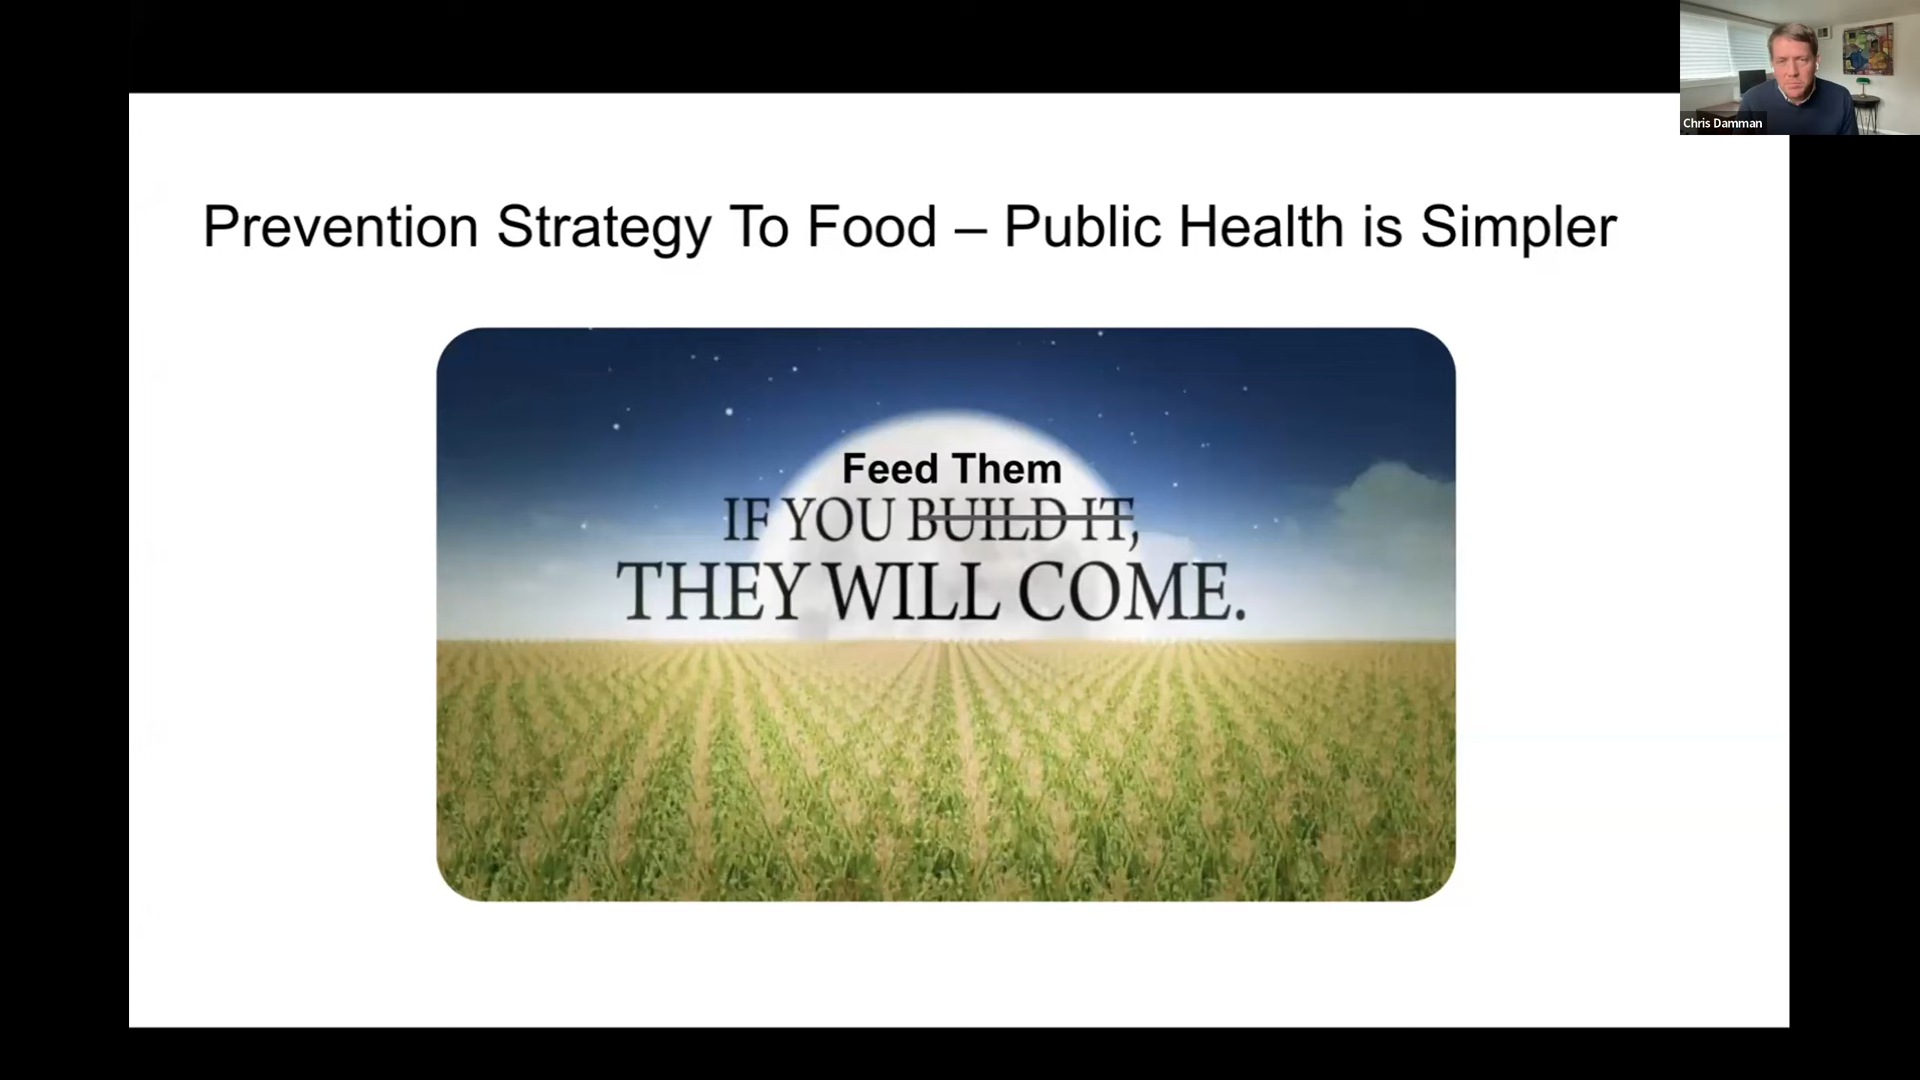 Chris Damman
Prevention Strategy To Food – Public Health is Simpler
Feed Them
IF YOU BUILD IT,
THEY WILL COME.